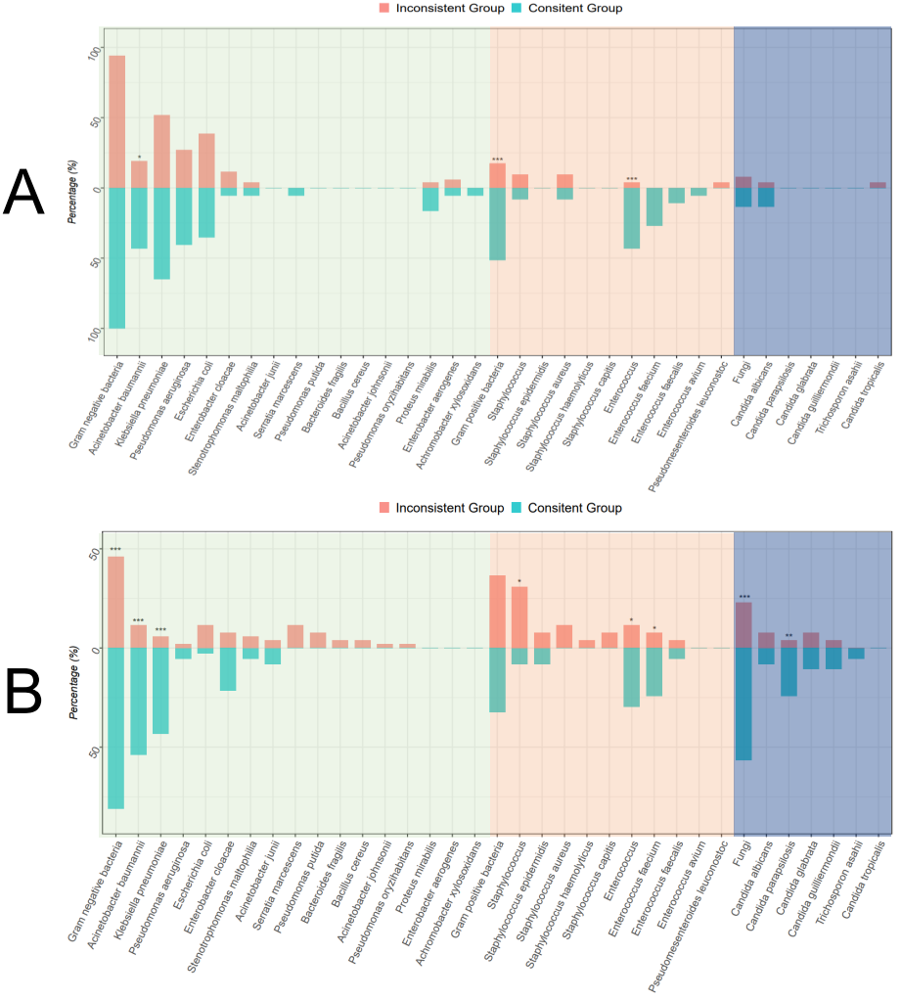 Inconsistent Group Consitent Group
A
Percentage (%)
100
50
0
50
100
*
***
***
Gram negative bacteria
Acinetobacter baumannii
Klebsiella pneumoniae
Pseudomonas aeruginosa
Escherichia coli
Enterobacter cloacae
Stenotrophomonas maltophilia
Acinetobacter junii
Serratia marcescens
Pseudomonas putida
Bacteroides fragilis
Bacillus cereus
Acinetobacter johnsonii
Pseudomonas oryzihabitans
Proteus mirabilis
Enterobacter aerogenes
Achromobacter xylosoxidans
Gram positive bacteria
Staphylococcus
Staphylococcus epidermidis
Staphylococcus aureus
Staphylococcus haemolyticus
Staphylococcus capitis
Enterococcus
Enterococcus faecium
Enterococcus faecalis
Enterococcus avium
Pseudomesenteroides leuconostoc
Fungi
Candida albicans
Candida parapsilosis
Candida glabrata
Candida guilliermondii
Trichosporon asahii
Candida tropicalis
Inconsistent Group Consitent Group
B
Percentage (%)
50
0
50
***
***
***
*
*
*
***
**
Gram negative bacteria
Acinetobacter baumannii
Klebsiella pneumoniae
Pseudomonas aeruginosa
Escherichia coli
Enterobacter cloacae
Stenotrophomonas maltophilia
Acinetobacter junii
Serratia marcescens
Pseudomonas putida
Bacteroides fragilis
Bacillus cereus
Acinetobacter johnsonii
Pseudomonas oryzihabitans
Proteus mirabilis
Enterobacter aerogenes
Achromobacter xylosoxidans
Gram positive bacteria
Staphylococcus
Staphylococcus epidermidis
Staphylococcus aureus
Staphylococcus haemolyticus
Staphylococcus capitis
Enterococcus
Enterococcus faecium
Enterococcus faecalis
Enterococcus avium
Pseudomesenteroides leuconostoc
Fungi
Candida albicans
Candida parapsilosis
Candida glabrata
Candida guilliermondii
Trichosporon asahii
Candida tropicalis